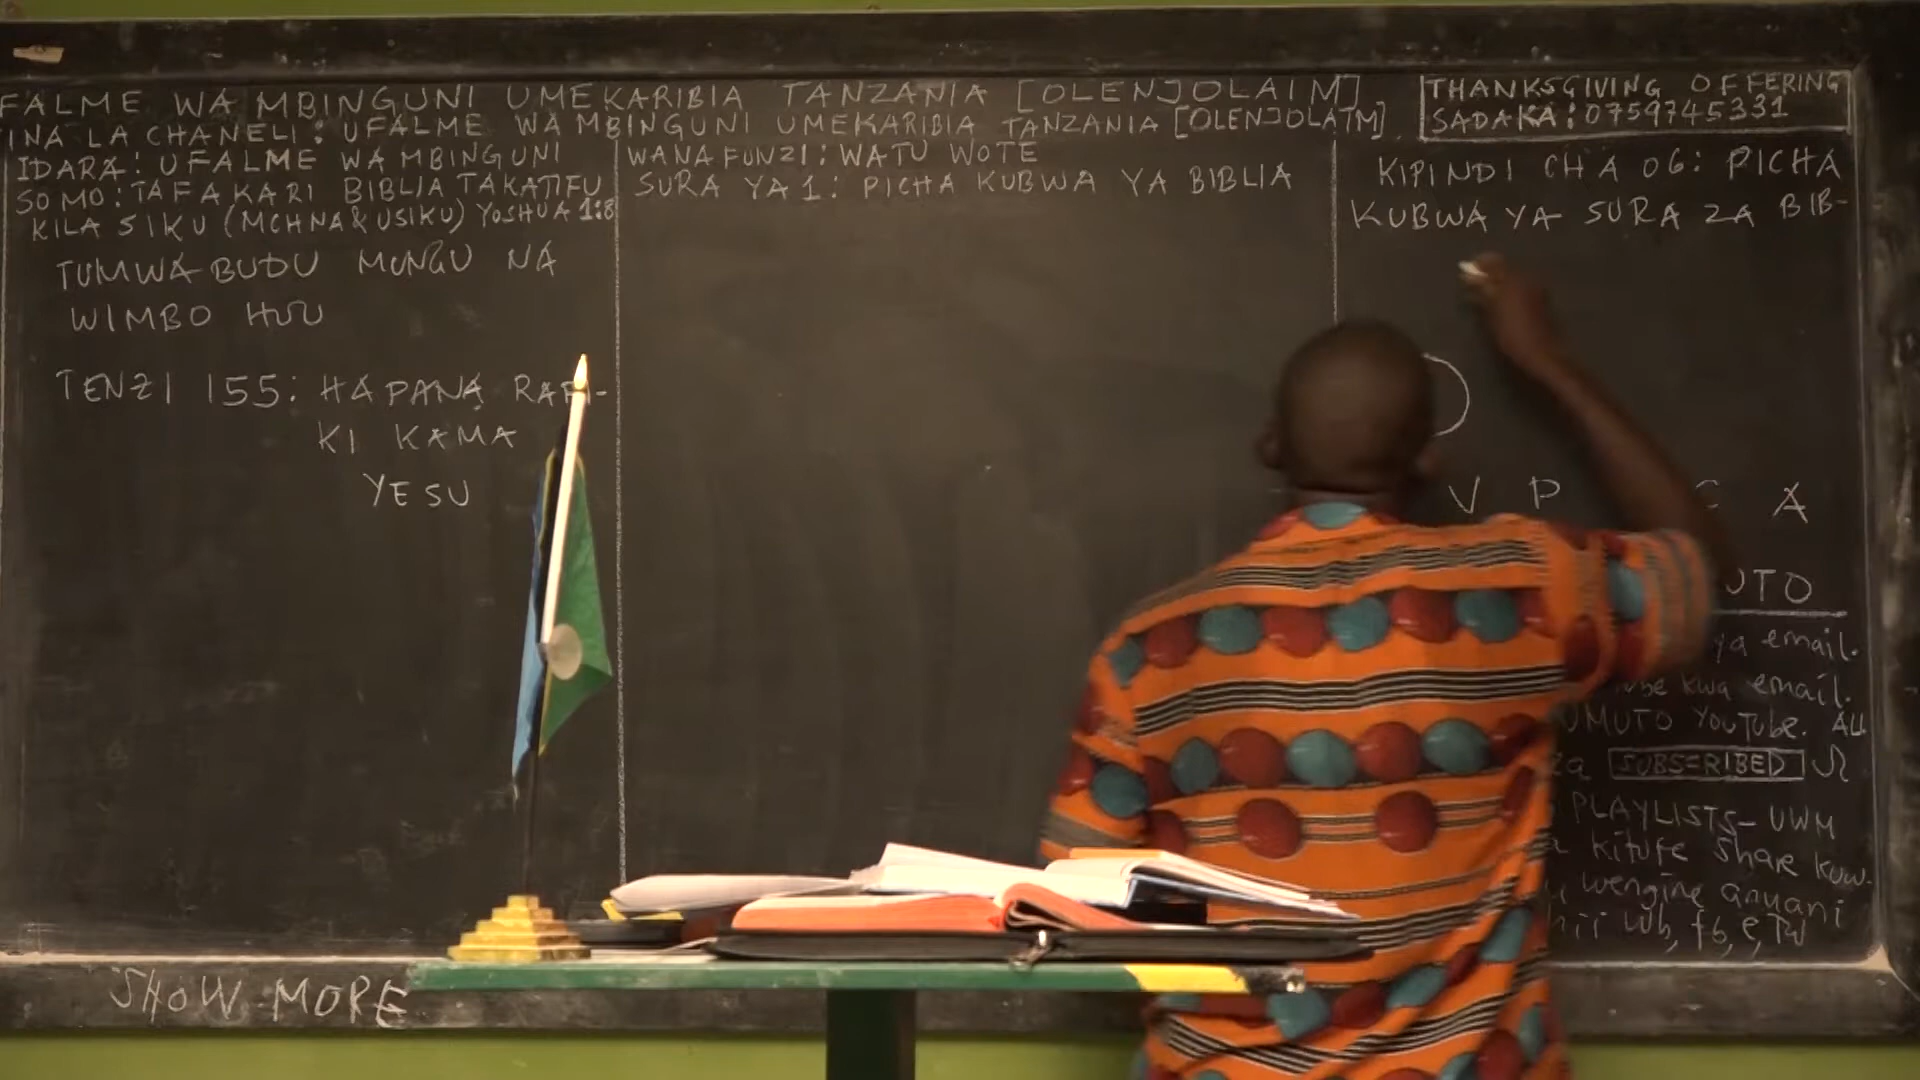 FALME WA MBINGUNI UMEKARIBIA TANZANIA [OLENJOLAIM]
INA LA CHANELI: UFALME WA MBINGUNI UMEKARIBIA TANZANIA [OLENJOLAIM]
THANKSGIVING OFFERING
SADAKA: 0759745331
IDARA: UFALME WA MBINGUNI
SOMO: TAFAKARI BIBLIA TAKATIFU
KILA SIKU (MCHNA & USIKU) YOSHUA 1:8
TUMWABUDU MUNGU NA
WIMBO HUU
TENZI 155: HAPANA RAFI-
KI KAMA
YESU
WANAFUNZI: WATU WOTE
SURA YA 1: PICHA KUBWA YA BIBLIA
KIPINDI CHA 06: PICHA
KUBWA YA SURA ZA BIB-
V P C A
UTO
ya email.
kwa email.
UMUTO YOUTUBE. ALL
za SUBSCRIBED
PLAYLISTS- UWM
kitufe share kuw-
wengine anuani
hii wb, fb, e, Tw
SHOW MORE